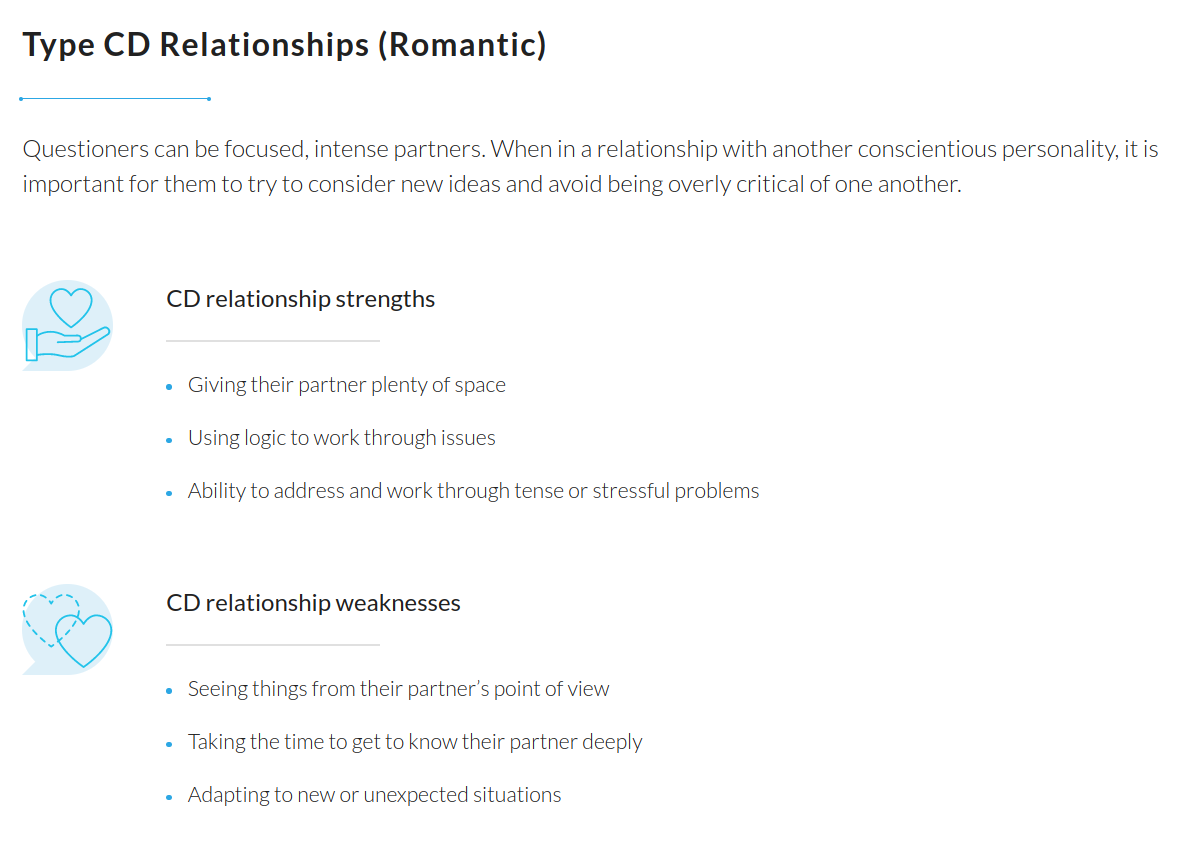 Type CD Relationships (Romantic)
Questioners can be focused, intense partners. When in a relationship with another conscientious personality, it is
important for them to try to consider new ideas and avoid being overly critical of one another.
CD relationship strengths
Giving their partner plenty of space
Using logic to work through issues
Ability to address and work through tense or stressful problems
CD relationship weaknesses
Seeing things from their partner’s point of view
Taking the time to get to know their partner deeply
Adapting to new or unexpected situations